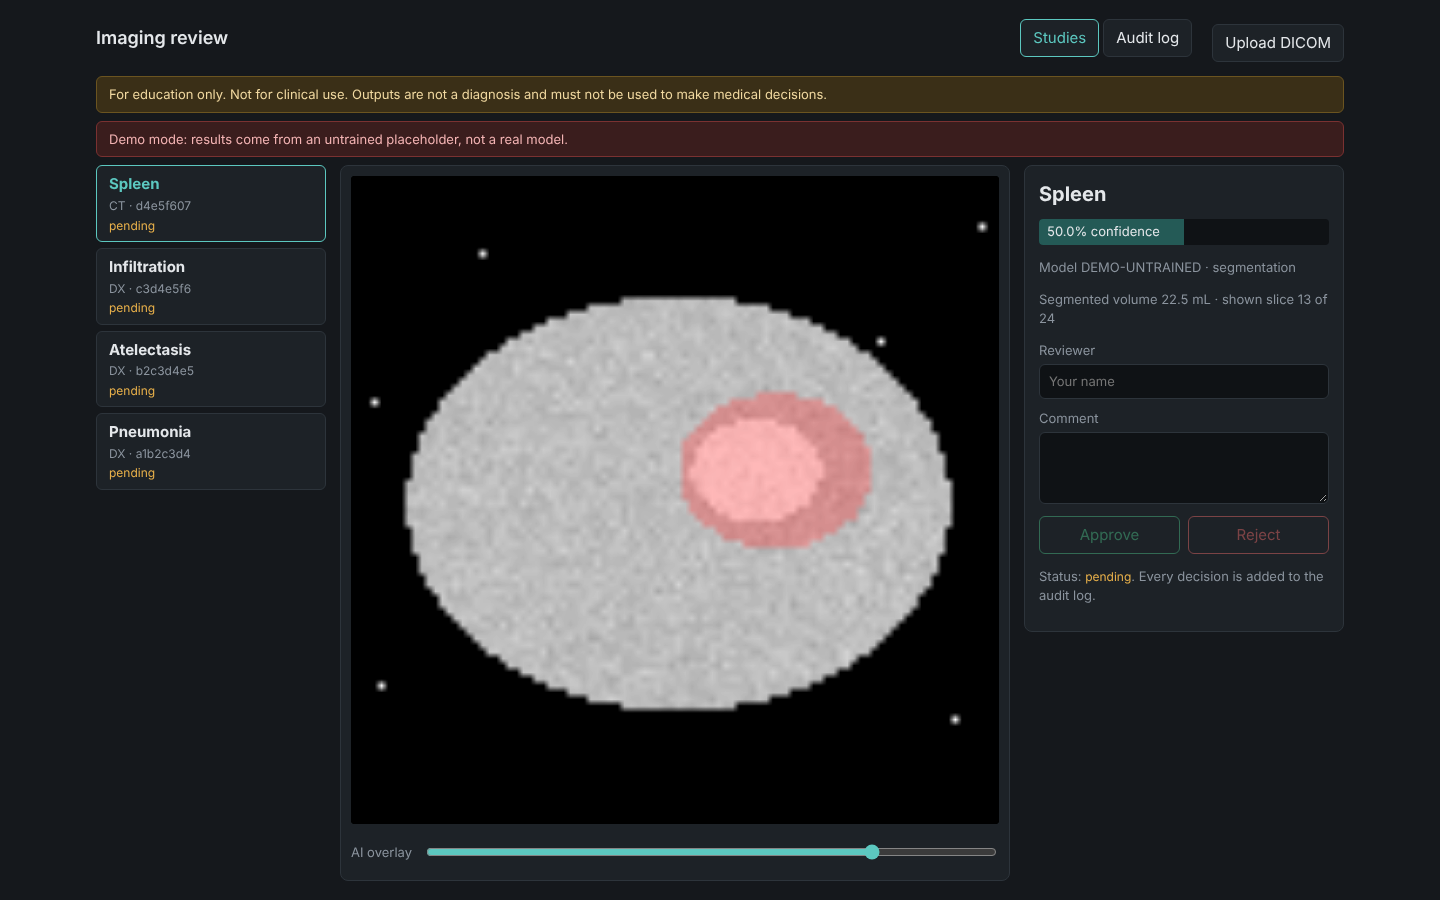 Imaging review
Studies
Audit log
Upload DICOM
For education only. Not for clinical use. Outputs are not a diagnosis and must not be used to make medical decisions.
Demo mode: results come from an untrained placeholder, not a real model.
Spleen
CT · d4e5f607
pending
Infiltration
DX · c3d4e5f6
pending
Atelectasis
DX · b2c3d4e5
pending
Pneumonia
DX · a1b2c3d4
pending
AI overlay
Spleen
50.0% confidence
Model DEMO-UNTRAINED · segmentation
Segmented volume 22.5 mL · shown slice 13 of
24
Reviewer
Your name
Comment
Approve
Reject
Status: pending. Every decision is added to the
audit log.